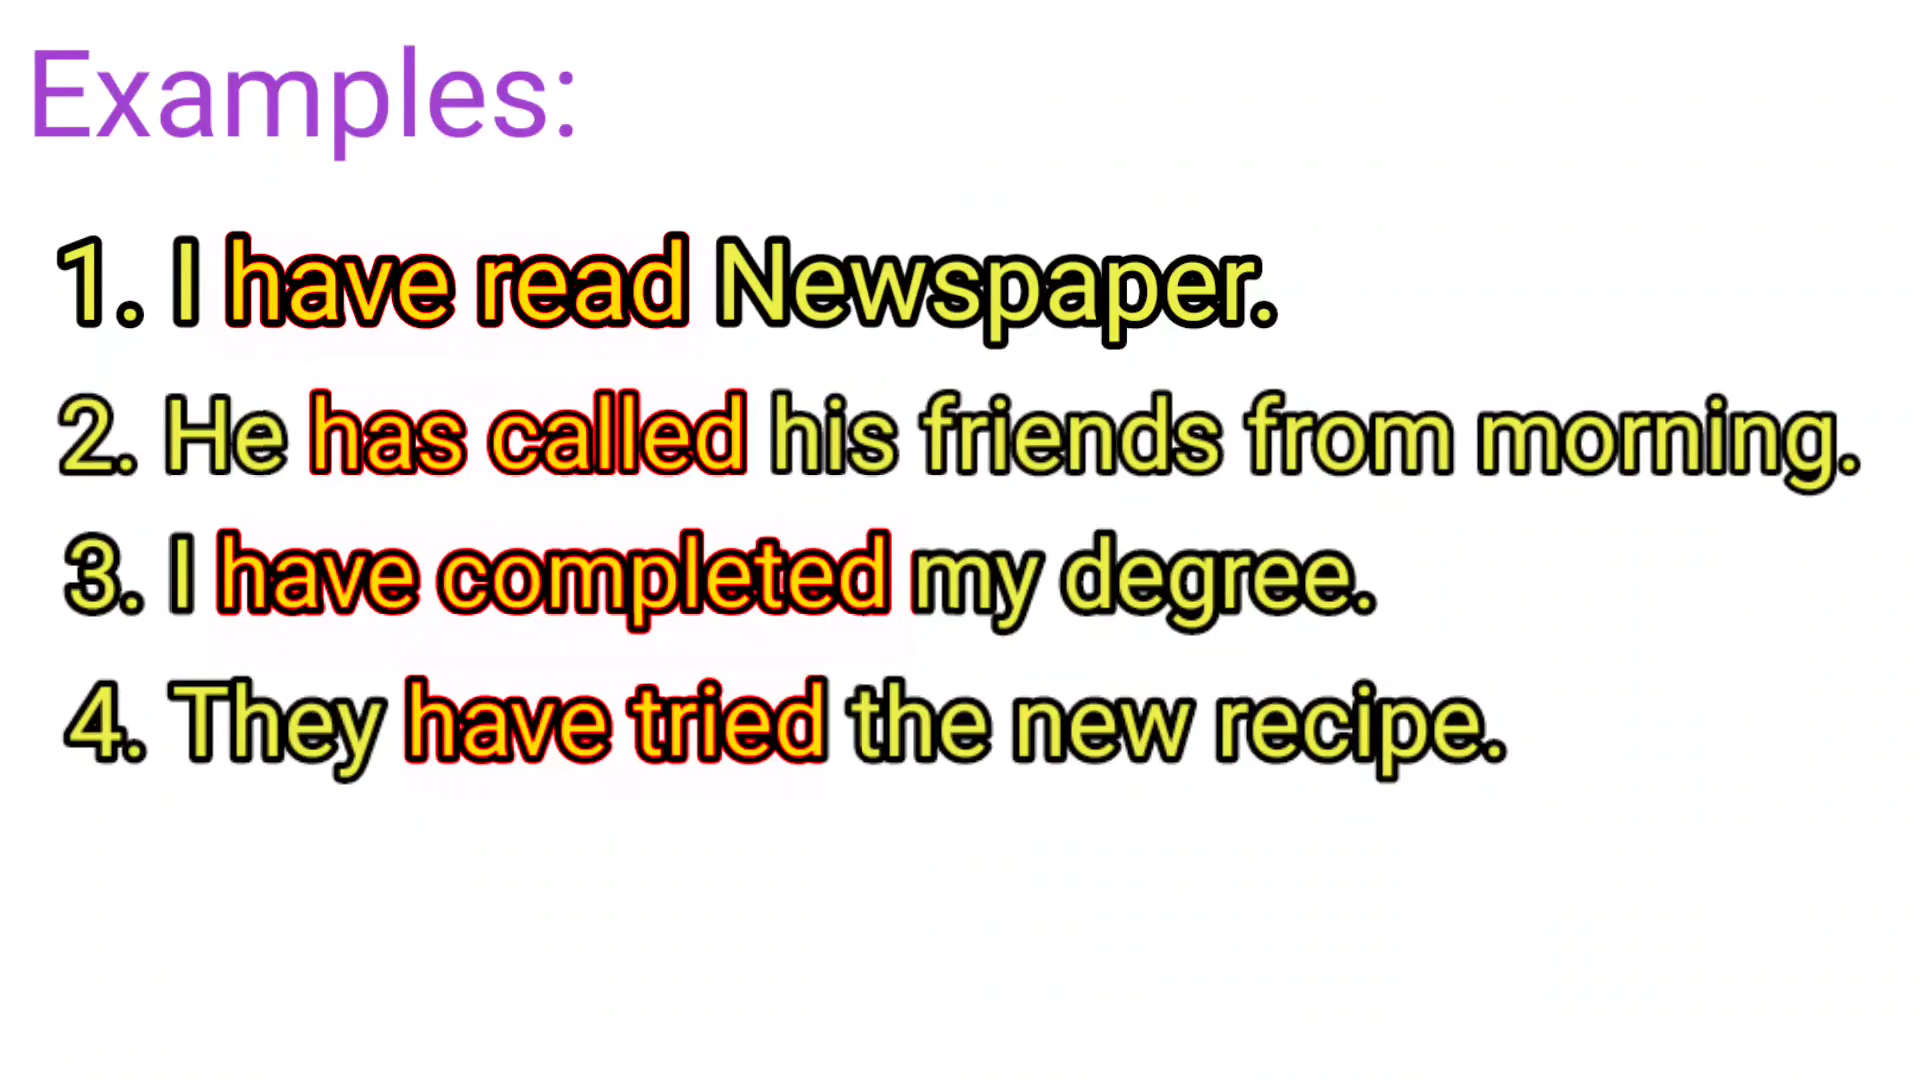 Examples:
1. I have read Newspaper.
2. He has called his friends from morning.
3. I have completed my degree.
4. They have tried the new recipe.